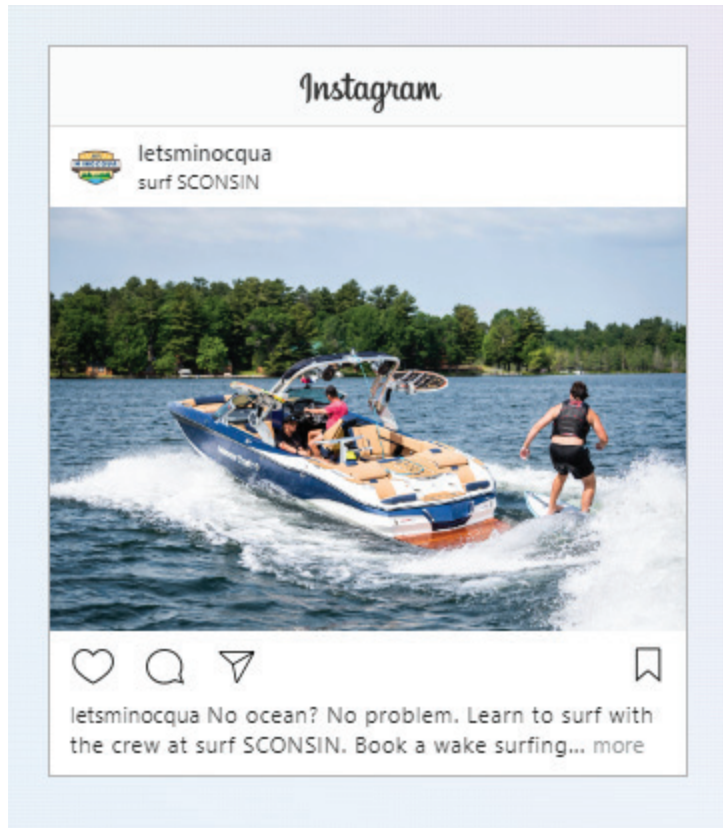 Instagram
letsminocqua
surf SCONSIN
letsminocqua No ocean? No problem. Learn to surf with
the crew at surf SCONSIN. Book a wake surfing... more